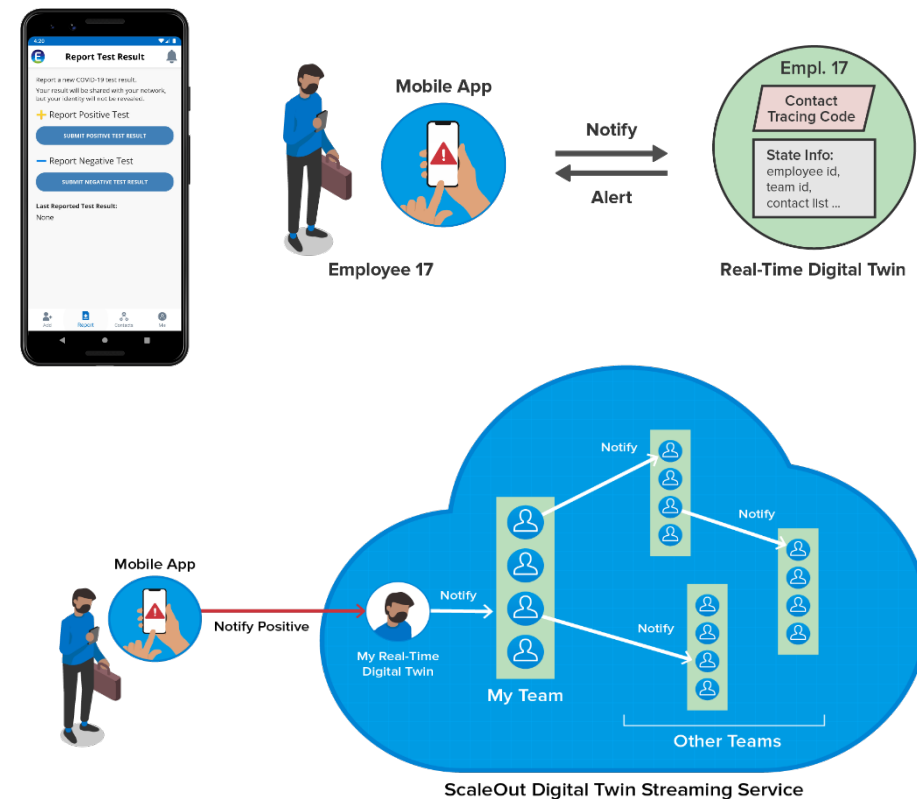 4:20
E
Report Test Result
Report a new COVID-19 test result.
Your result will be shared with your network,
but your identity will not be revealed.
Report Positive Test
SUBMIT POSITIVE TEST RESULT
Report Negative Test
SUBMIT NEGATIVE TEST RESULT
Last Reported Test Result:
None
Add
Report
Contacts
Me
Mobile App
Employee 17
Notify
Alert
Empl. 17
Contact
Tracing Code
State Info:
employee id,
team id,
contact list ...
Real-Time Digital Twin
Mobile App
Notify Positive
My Real-Time
Digital Twin
Notify
My Team
Notify
Notify
Notify
Other Teams
ScaleOut Digital Twin Streaming Service